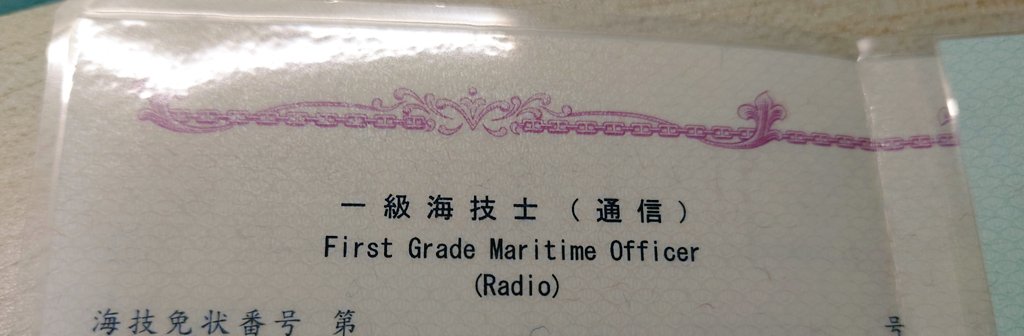 一級海技士（通信）
First Grade Maritime Officer
(Radio)
海技免状番号 第 号